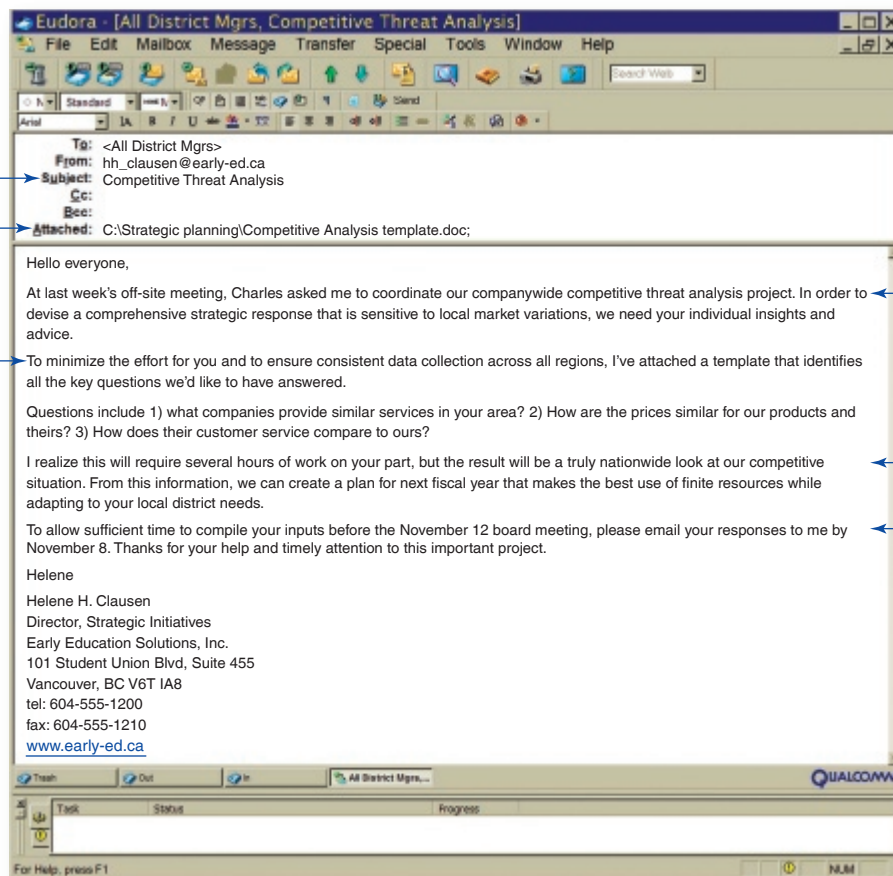 Eudora - [All District Mgrs, Competitive Threat Analysis]
File Edit Mailbox Message Transfer Special Tools Window Help
Search Web
Standard Send
Arial
To: <All District Mgrs>
From: hh_clausen@early-ed.ca
Subject: Competitive Threat Analysis
Cc:
Bcc:
Attached: C:\Strategic planning\Competitive Analysis template.doc;
Hello everyone,
At last week's off-site meeting, Charles asked me to coordinate our companywide competitive threat analysis project. In order to
devise a comprehensive strategic response that is sensitive to local market variations, we need your individual insights and
advice.
To minimize the effort for you and to ensure consistent data collection across all regions, I've attached a template that identifies
all the key questions we'd like to have answered.
Questions include 1) what companies provide similar services in your area? 2) How are the prices similar for our products and
theirs? 3) How does their customer service compare to ours?
I realize this will require several hours of work on your part, but the result will be a truly nationwide look at our competitive
situation. From this information, we can create a plan for next fiscal year that makes the best use of finite resources while
adapting to your local district needs.
To allow sufficient time to compile your inputs before the November 12 board meeting, please email your responses to me by
November 8. Thanks for your help and timely attention to this important project.
Helene
Helene H. Clausen
Director, Strategic Initiatives
Early Education Solutions, Inc.
101 Student Union Blvd, Suite 455
Vancouver, BC V6T IA8
tel: 604-555-1200
fax: 604-555-1210
www.early-ed.ca
Trash Out In All District Mgrs,... QUALCOMM
Task Status Progress
For Help, press F1 NUM